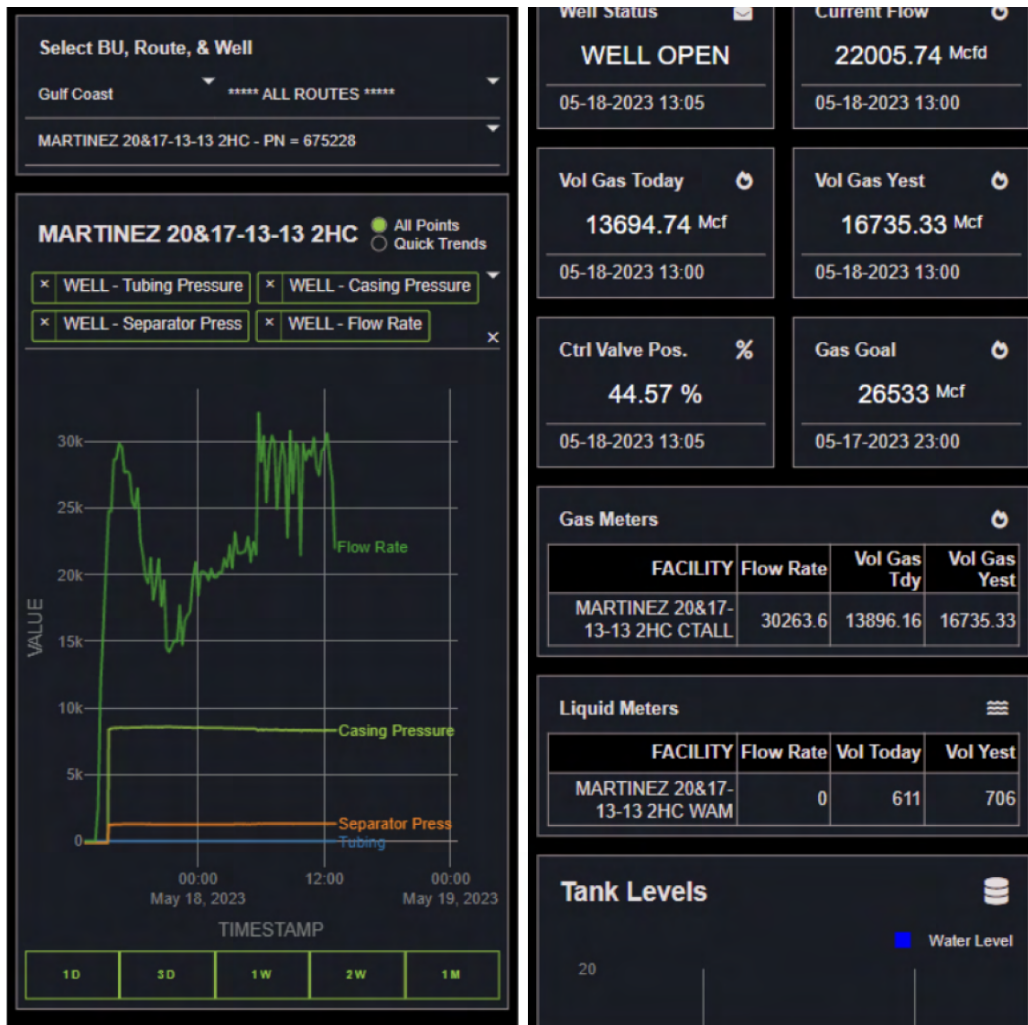 Select BU, Route, & Well
Gulf Coast ***** ALL ROUTES *****
MARTINEZ 20&17-13-13 2HC - PN = 675228
MARTINEZ 20&17-13-13 2HC
All Points
Quick Trends
× WELL - Tubing Pressure × WELL - Casing Pressure
× WELL - Separator Press × WELL - Flow Rate
×
30k
25k
20k
15k
10k
5k
0
VALUE
Flow Rate
Casing Pressure
Separator Press
Tubing
00:00 12:00 00:00
May 18, 2023 May 19, 2023
TIMESTAMP
1D 3D 1W 2W 1M
Well Status
WELL OPEN
05-18-2023 13:05
Current Flow
22005.74 Mcfd
05-18-2023 13:00
Vol Gas Today
13694.74 Mcf
05-18-2023 13:00
Vol Gas Yest
16735.33 Mcf
05-18-2023 13:00
Ctrl Valve Pos. %
44.57 %
05-18-2023 13:05
Gas Goal
26533 Mcf
05-17-2023 23:00
Gas Meters
FACILITY Flow Rate Vol Gas Tdy Vol Gas Yest
MARTINEZ 20&17-
13-13 2HC CTALL 30263.6 13896.16 16735.33
Liquid Meters
FACILITY Flow Rate Vol Today Vol Yest
MARTINEZ 20&17-
13-13 2HC WAM 0 611 706
Tank Levels
Water Level
20